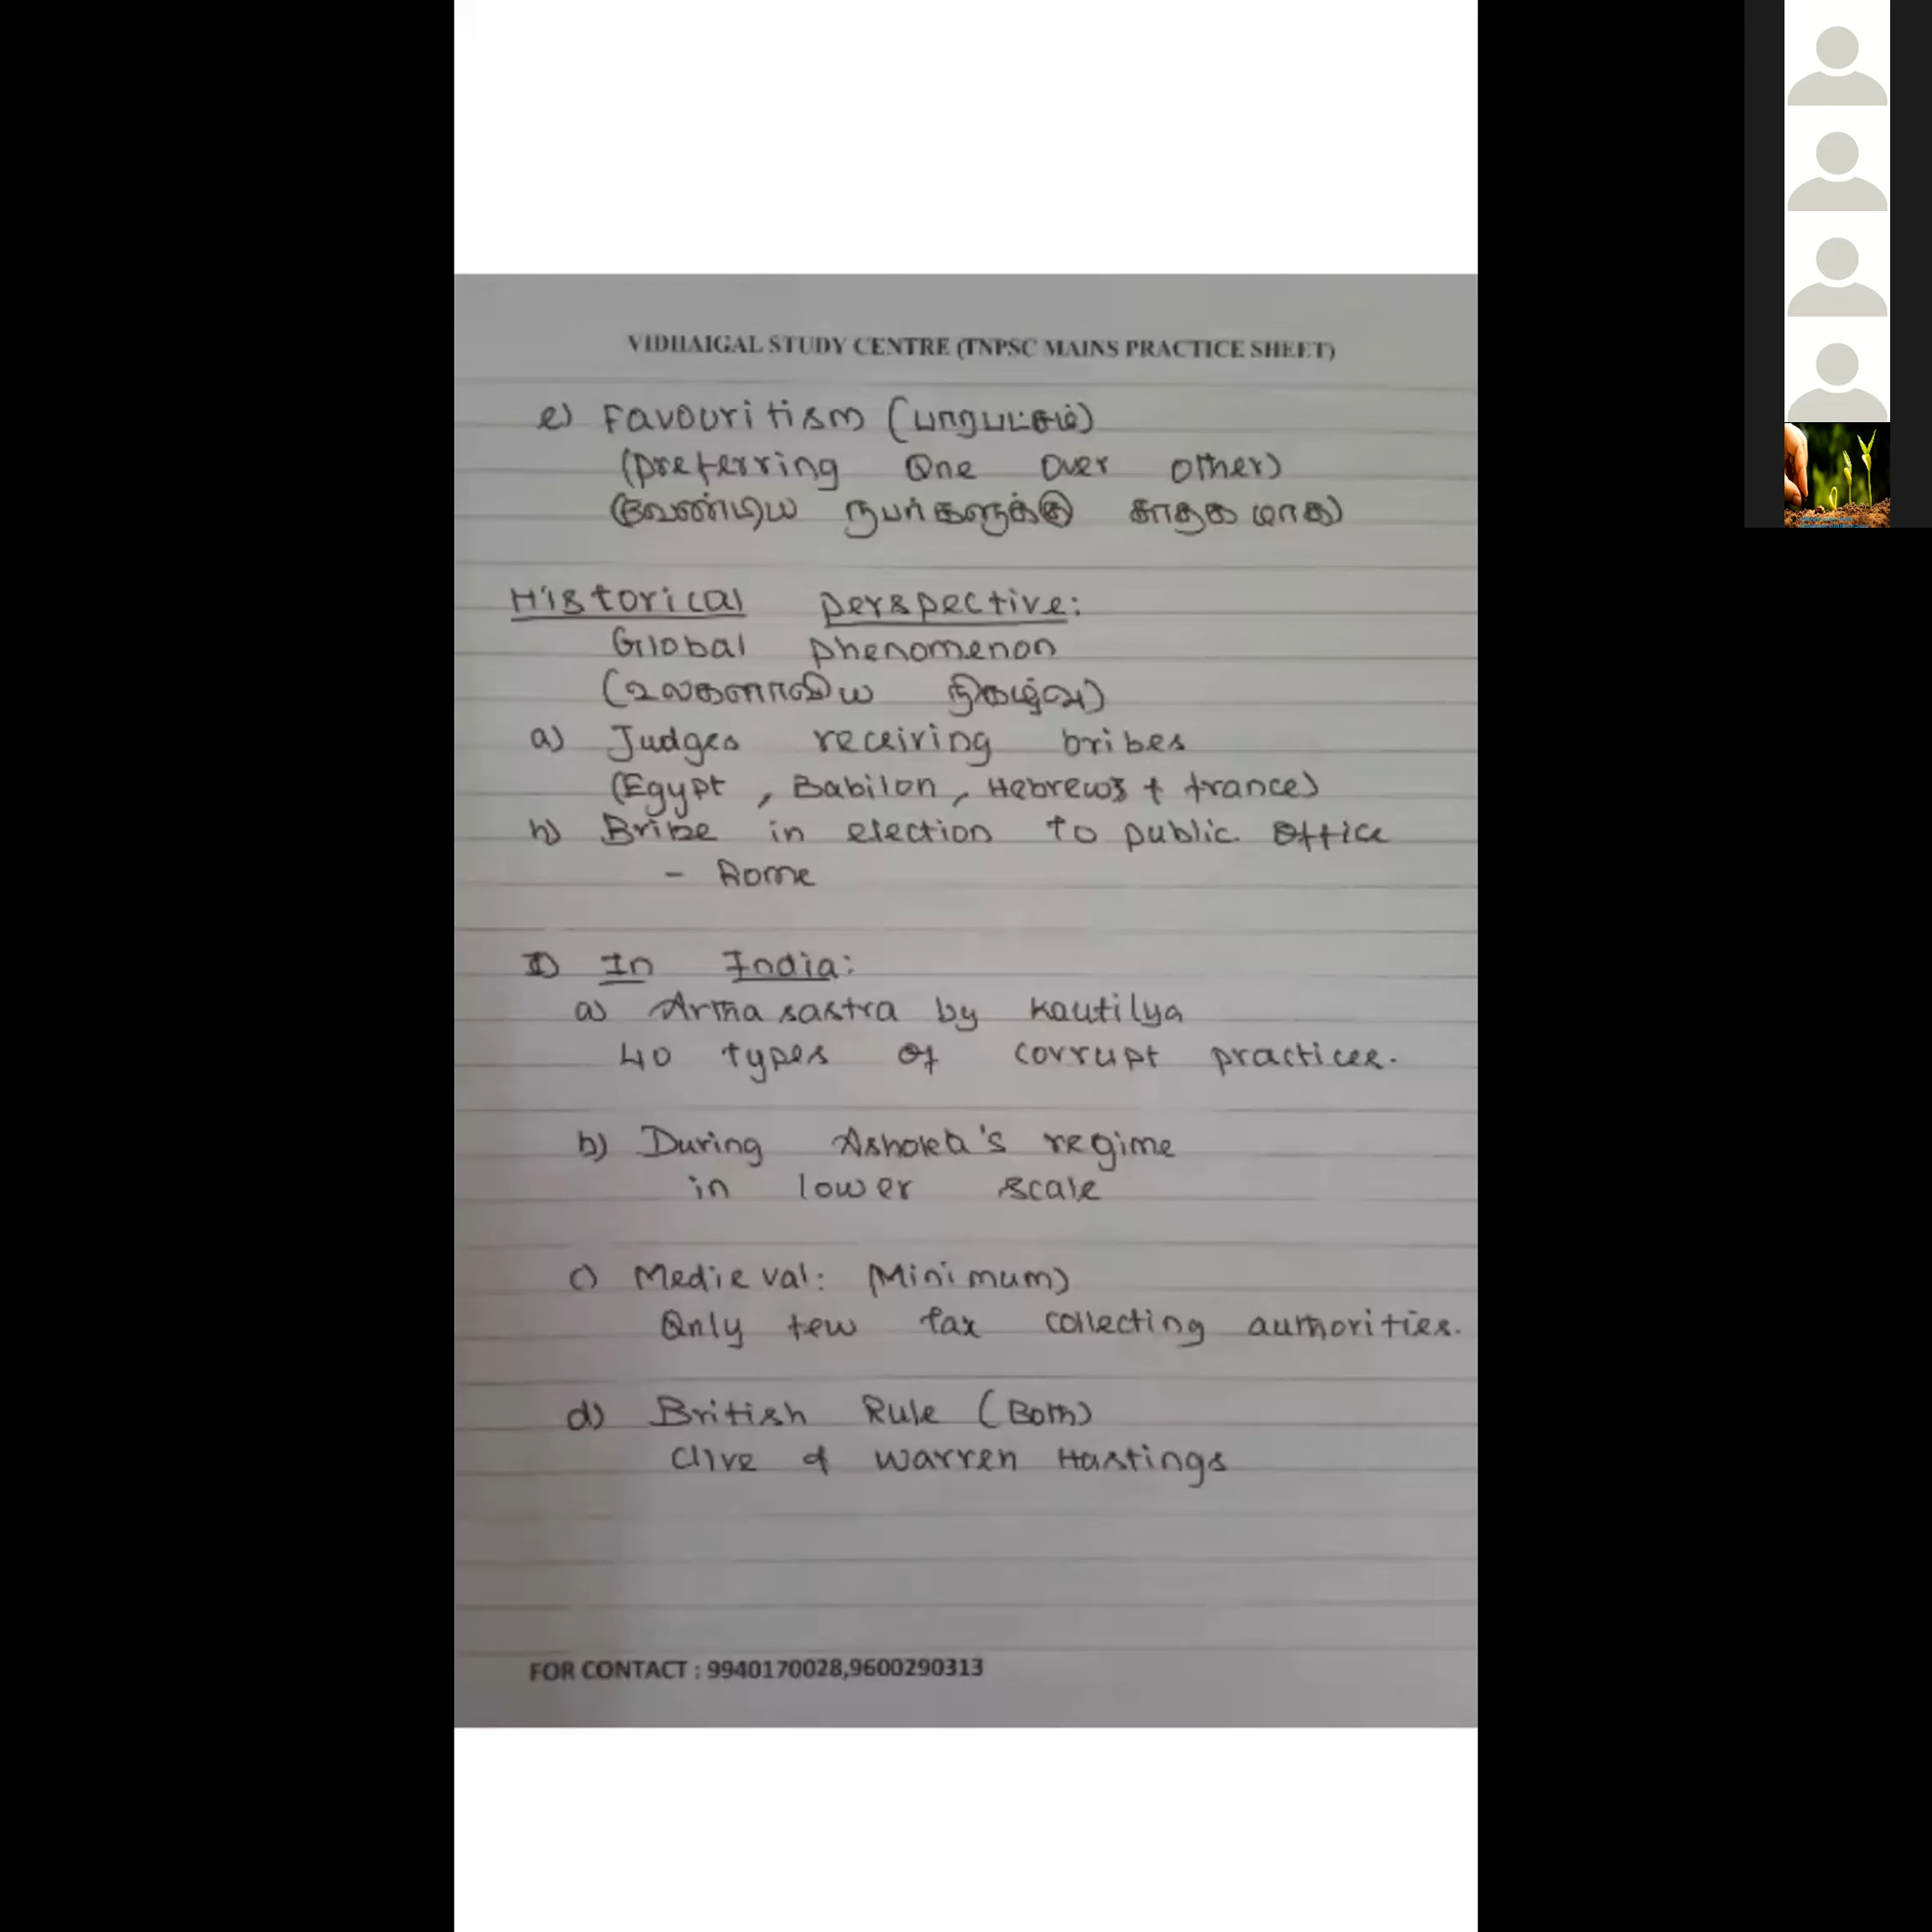 VIDHAIGAL STUDY CENTRE (TNPSC MAINS PRACTICE SHEET)
e) Favouritism (பாரபட்சம்)
(preferring One over other)
(வேண்டிய நபர்களுக்கு சாதகமாக)
Historical perspective:
Global phenomenon
(உலகளாவிய நிகழ்வு)
a) Judges receiving bribes
(Egypt, Babilon, Hebrews + france)
b) Bribe in election to public office
- Rome
I) In India:
a) Artha sastra by Kautilya
40 types of corrupt practices.
b) During Ashoka's regime
in lower scale
c) Medieval: (Minimum)
Only few tax collecting authorities.
d) British Rule (Both)
Clive & Warren Hastings
FOR CONTACT : 9940170028,9600290313